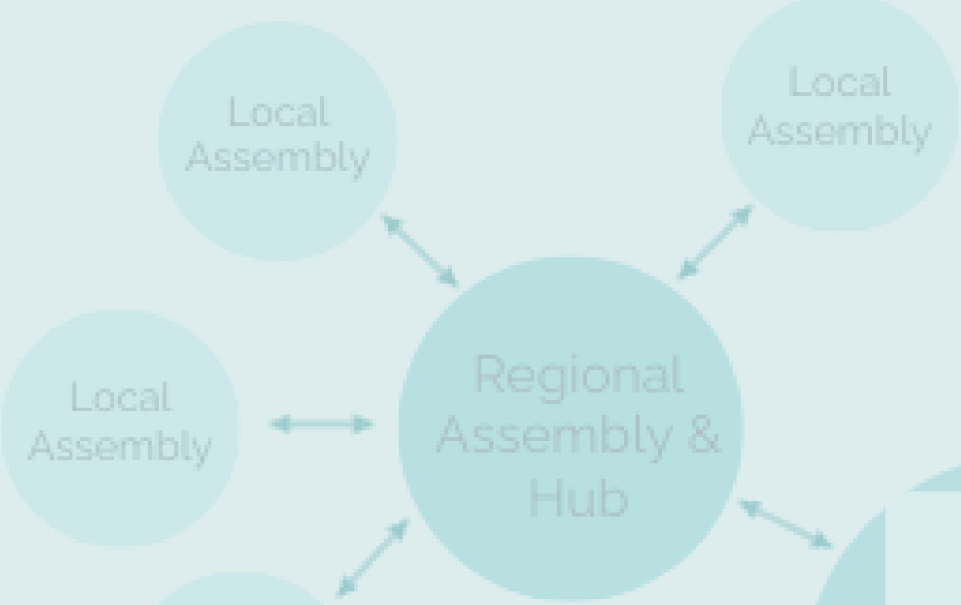 Local
Assembly
Local
Assembly
Local
Assembly
Regional
Assembly &
Hub